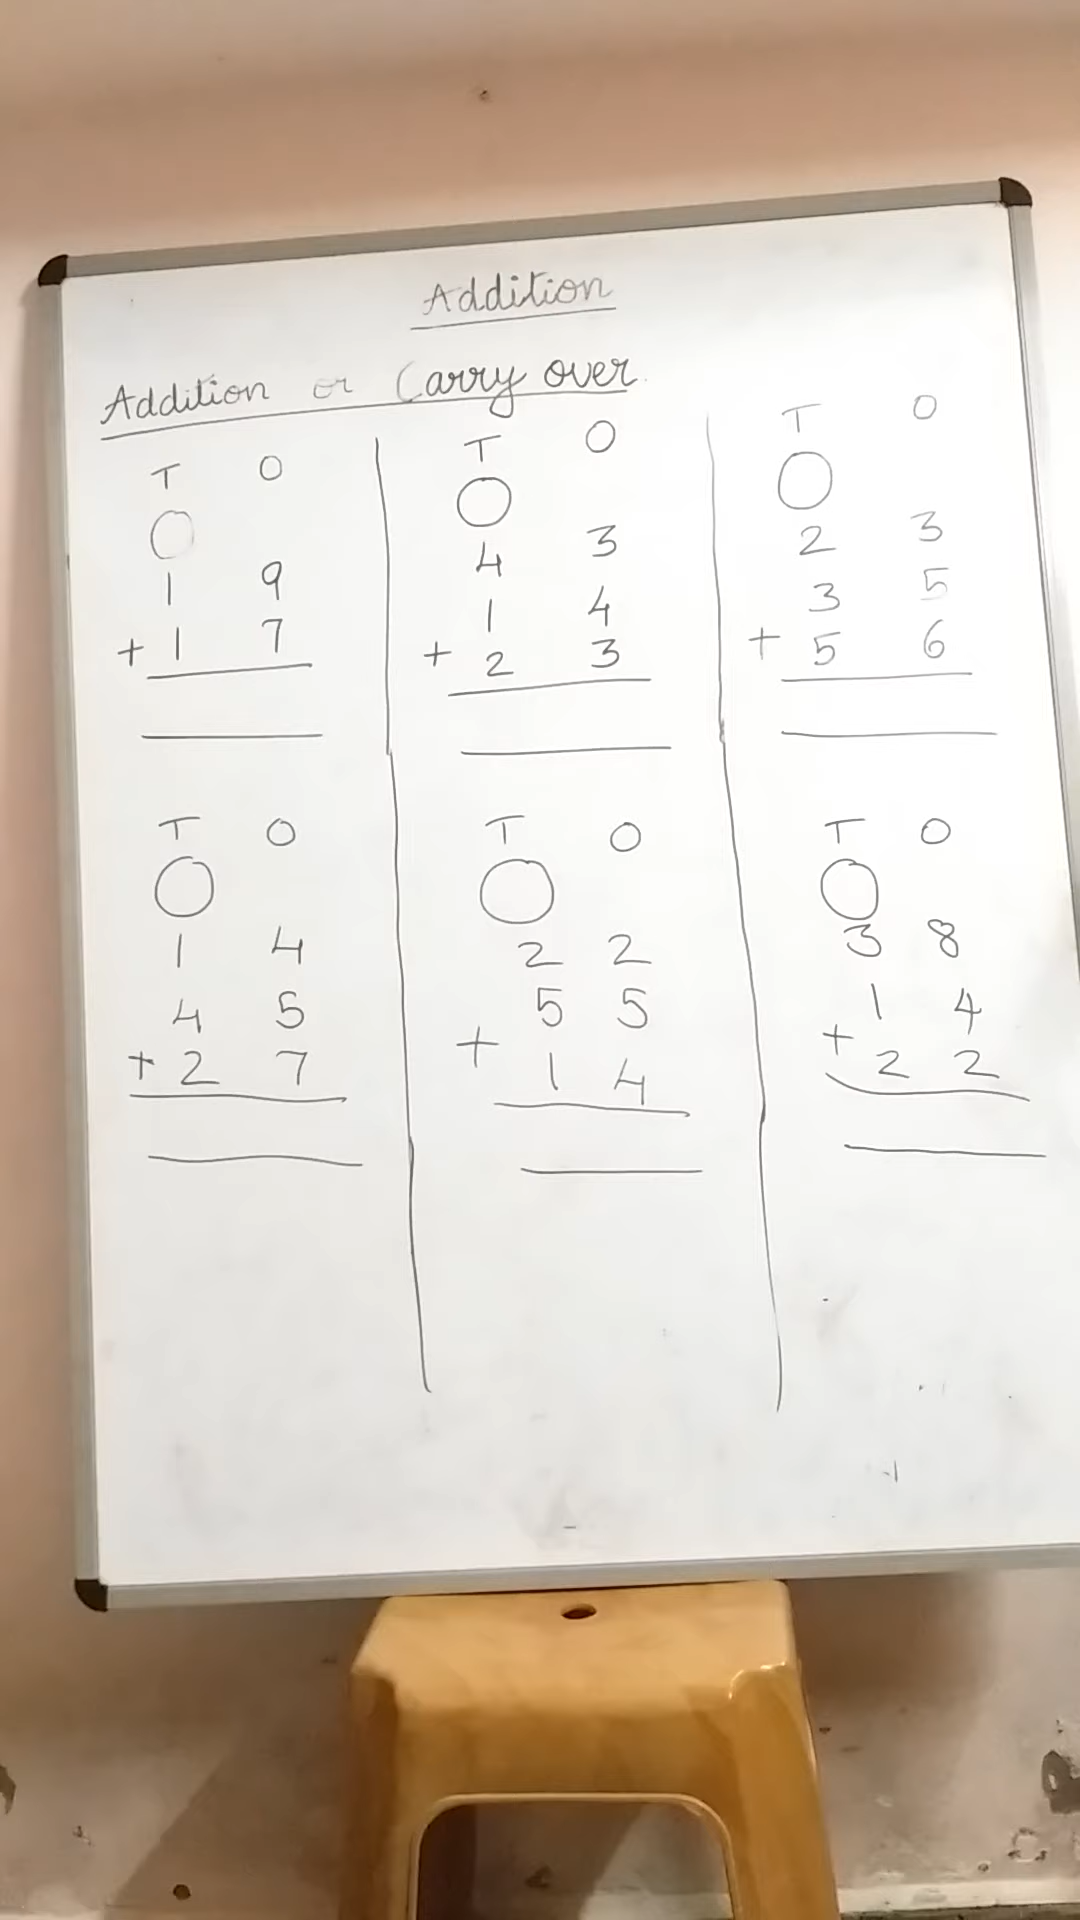 Addition
Addition or Carry over.
T O
1 9
+ 1 7
T O
4 3
1 4
+ 2 3
T O
2 3
3 5
+ 5 6
T O
1 4
4 5
+ 2 7
T O
2 2
5 5
+ 1 4
T O
3 8
1 4
+ 2 2